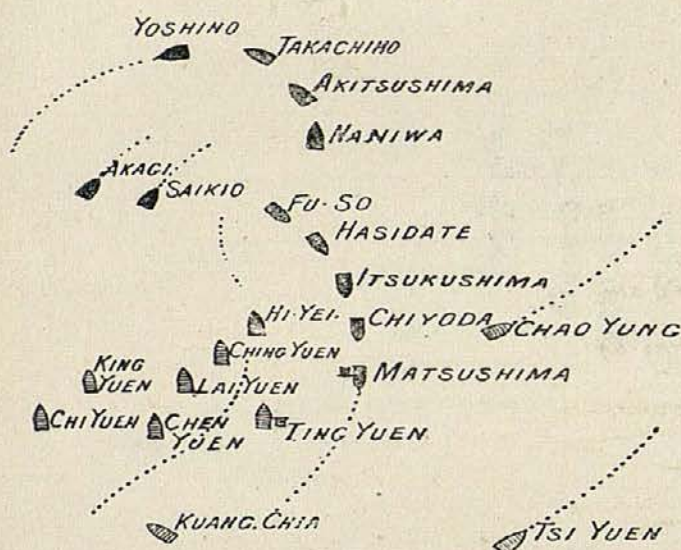 YOSHINO
TAKACHIHO
AKITSUSHIMA
NANIWA
AKAGI.
SAIKIO
FU-SO
HASIDATE
ITSUKUSHIMA
HI-YEI.
CHIYODA
CHAO YUNG
CHING YUEN
KING
YUEN
LAI YUEN
MATSUSHIMA
CHI YUEN
CHEN
YUEN
TING YUEN
KUANG. CHIA
TSI YUEN